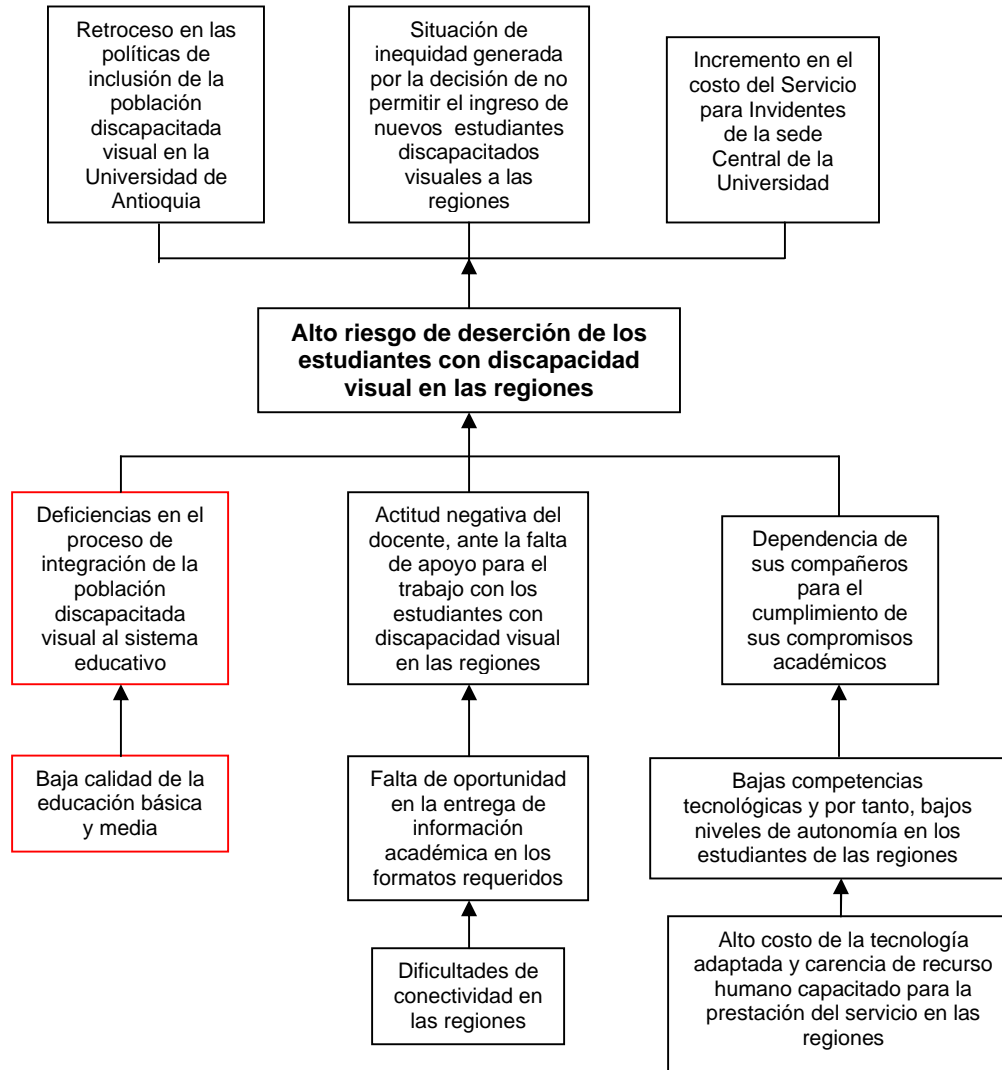 Retroceso en las
políticas de
inclusión de la
población
discapacitada
visual en la
Universidad de
Antioquia
Situación de
inequidad generada
por la decisión de no
permitir el ingreso de
nuevos estudiantes
discapacitados
visuales a las
regiones
Incremento en el
costo del Servicio
para Invidentes
de la sede
Central de la
Universidad
Alto riesgo de deserción de los
estudiantes con discapacidad
visual en las regiones
Deficiencias en el
proceso de
integración de la
población
discapacitada
visual al sistema
educativo
Actitud negativa del
docente, ante la falta
de apoyo para el
trabajo con los
estudiantes con
discapacidad visual
en las regiones
Dependencia de
sus compañeros
para el
cumplimiento de
sus compromisos
académicos
Baja calidad de la
educación básica
y media
Falta de oportunidad
en la entrega de
información
académica en los
formatos requeridos
Bajas competencias
tecnológicas y por tanto, bajos
niveles de autonomía en los
estudiantes de las regiones
Dificultades de
conectividad en
las regiones
Alto costo de la tecnología
adaptada y carencia de recurso
humano capacitado para la
prestación del servicio en las
regiones